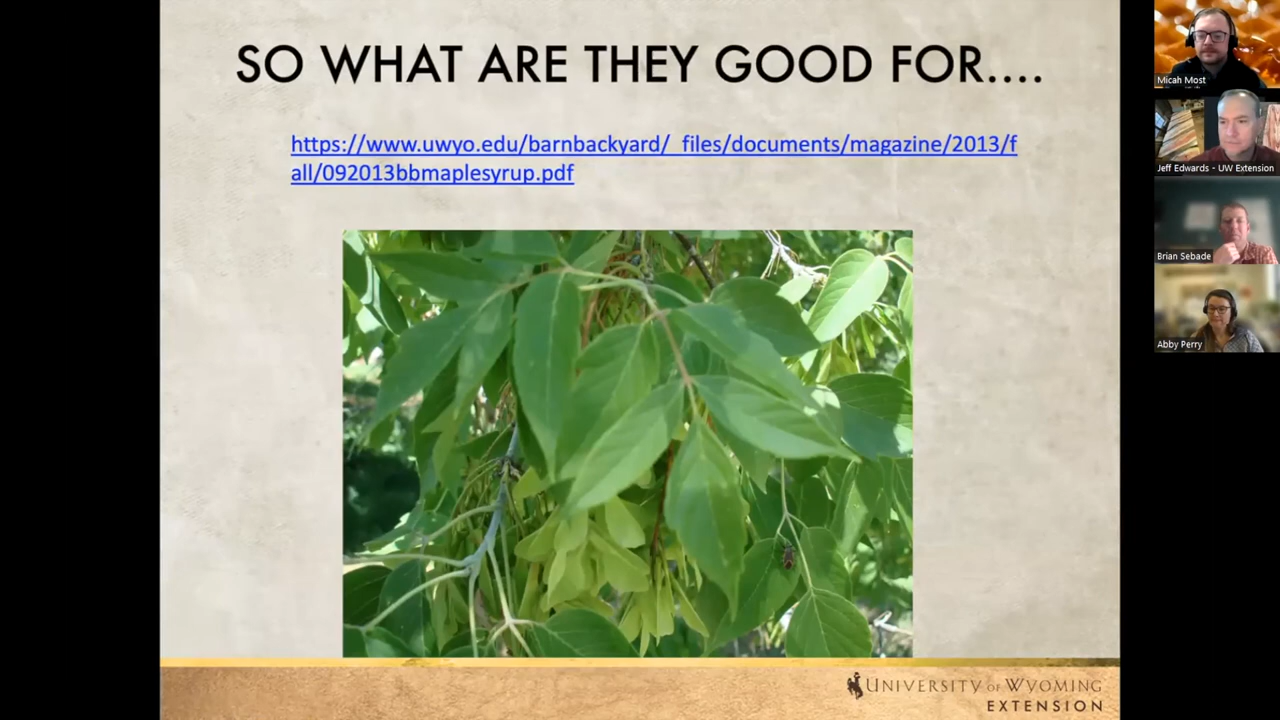 SO WHAT ARE THEY GOOD FOR....
https://www.uwyo.edu/barnbackyard/_files/documents/magazine/2013/f
all/092013bbmaplesyrup.pdf
UNIVERSITY OF WYOMING
EXTENSION
Micah Most
Jeff Edwards - UW Extension
Brian Sebade
Abby Perry